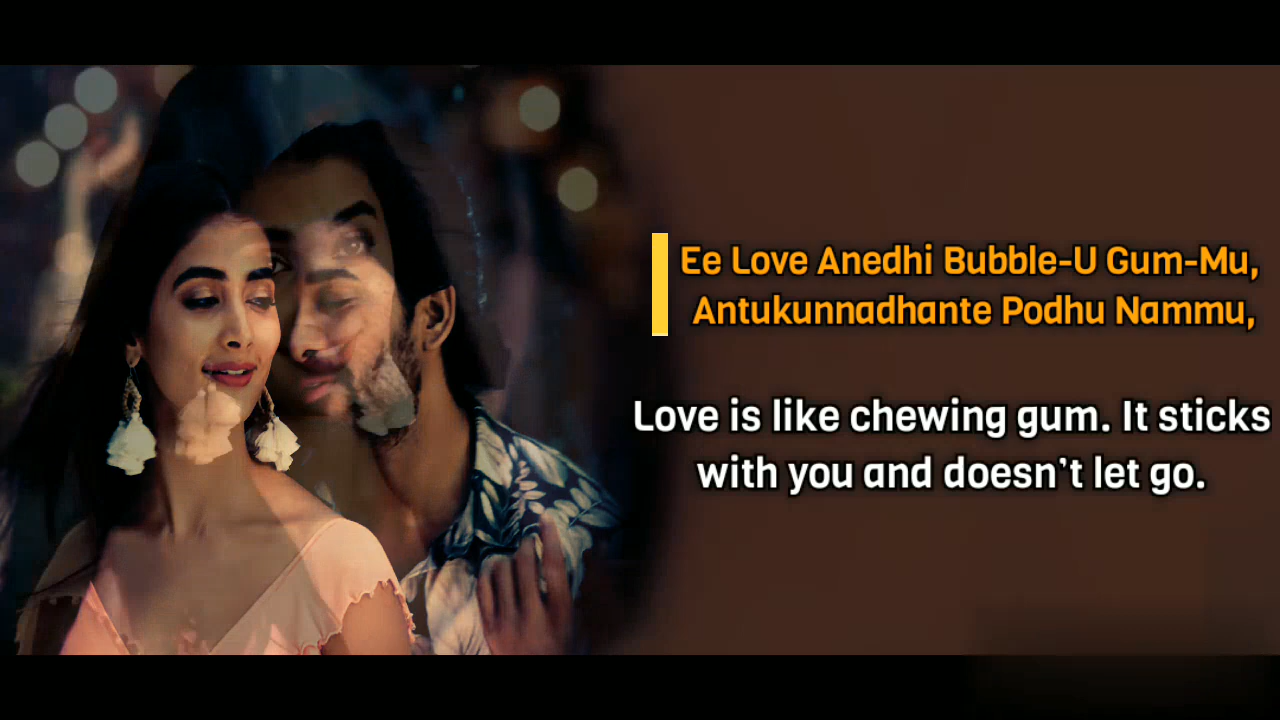 Ee Love Anedhi Bubble-U Gum-Mu,
Antukunnadhante Podhu Nammu,
Love is like chewing gum. It sticks
with you and doesn't let go.